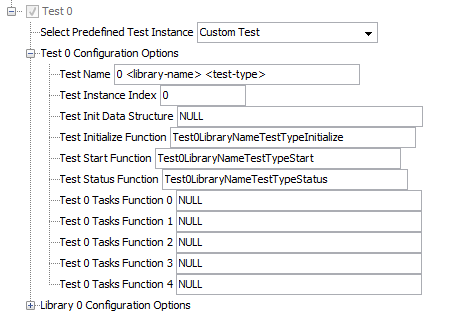 Test 0
Select Predefined Test Instance Custom Test
Test 0 Configuration Options
Test Name 0 <library-name> <test-type>
Test Instance Index 0
Test Init Data Structure NULL
Test Initialize Function Test0LibraryNameTestTypeInitialize
Test Start Function Test0LibraryNameTestTypeStart
Test Status Function Test0LibraryNameTestTypeStatus
Test 0 Tasks Function 0 NULL
Test 0 Tasks Function 1 NULL
Test 0 Tasks Function 2 NULL
Test 0 Tasks Function 3 NULL
Test 0 Tasks Function 4 NULL
Library 0 Configuration Options